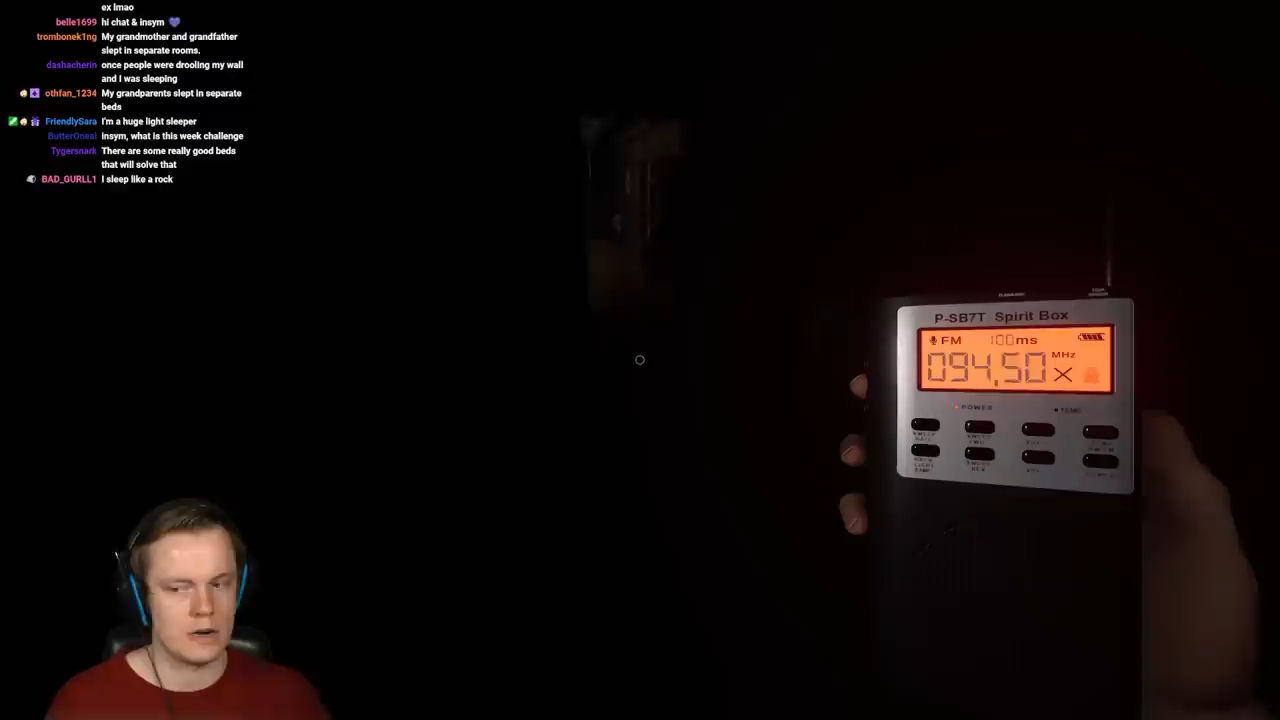 ex lmao
belle1699 hi chat & insym 💜
trombonek1ng My grandmother and grandfather
slept in separate rooms.
dashacherin once people were drooling my wall
and I was sleeping
othfan_1234 My grandparents slept in separate
beds
FriendlySara I'm a huge light sleeper
ButterOneal insym, what is this week challenge
Tygersnark There are some really good beds
that will solve that
BAD_GURLL1 I sleep like a rock
P-SB7T Spirit Box
FM 100ms
094.50 MHz X
POWER